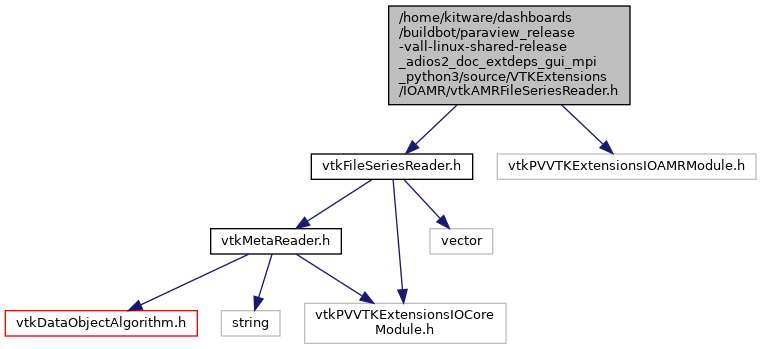 /home/kitware/dashboards
/buildbot/paraview_release
-vall-linux-shared-release
_adios2_doc_extdeps_gui_mpi
_python3/source/VTKExtensions
/IOAMR/vtkAMRFileSeriesReader.h
vtkFileSeriesReader.h
vtkPVVTKExtensionsIOAMRModule.h
vtkMetaReader.h
vector
vtkDataObjectAlgorithm.h
string
vtkPVVTKExtensionsIOCore
Module.h